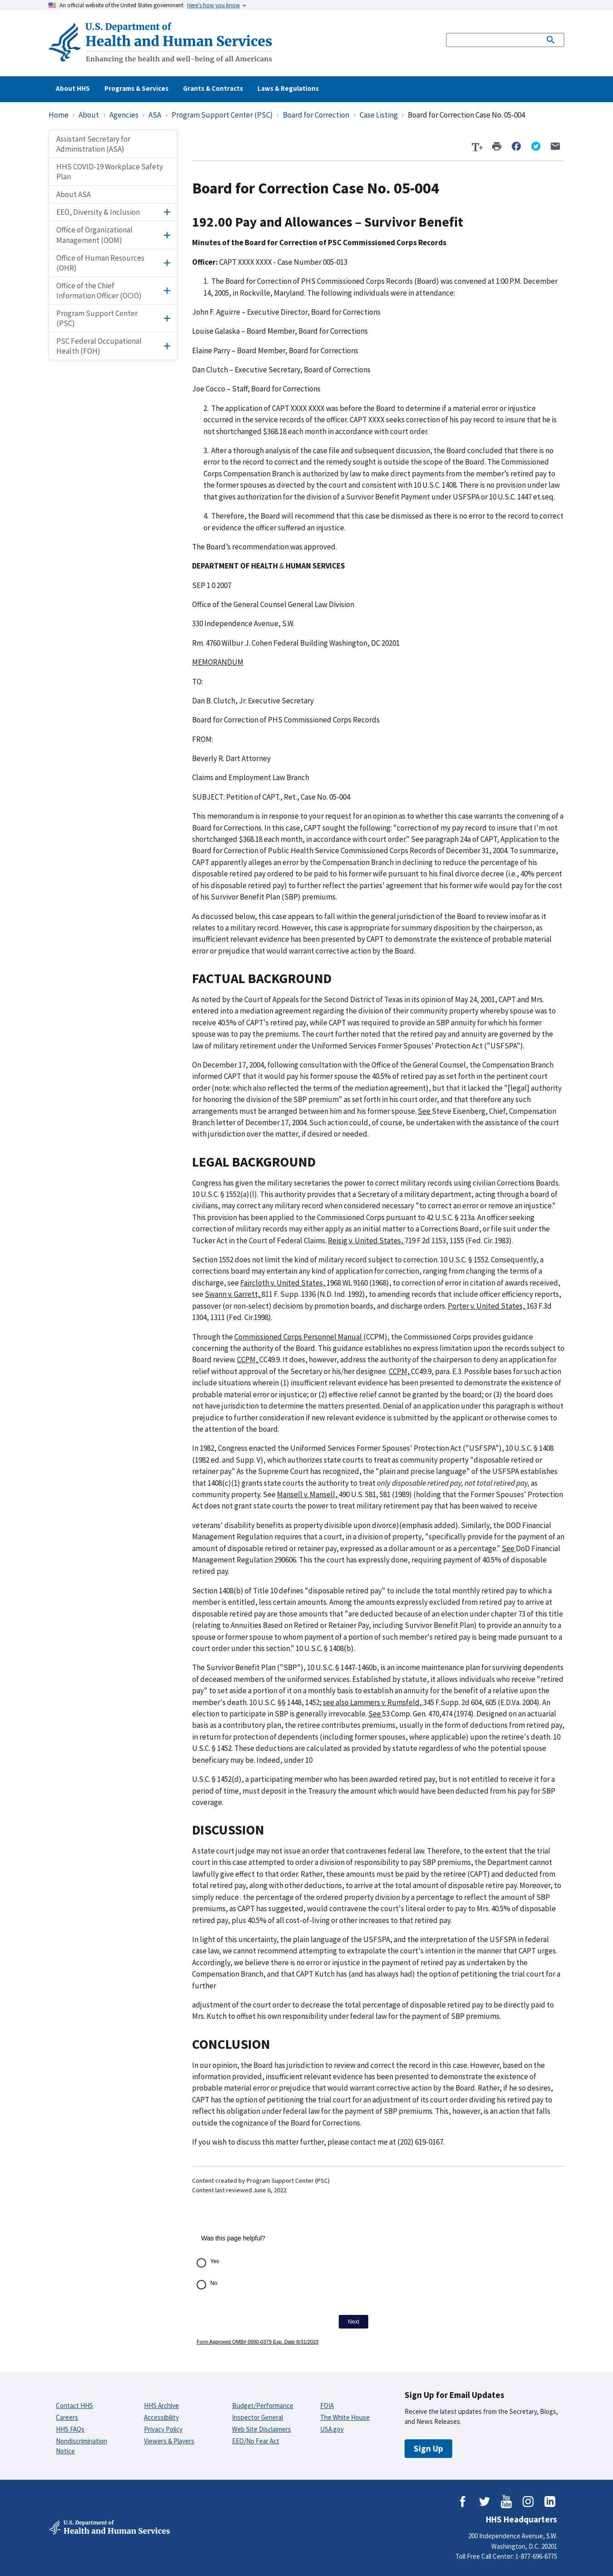 An official website of the United States government Here's how you know
U.S. Department of
Health and Human Services
Enhancing the health and well-being of all Americans
About HHS
Programs & Services
Grants & Contracts
Laws & Regulations
Home › About › Agencies › ASA › Program Support Center (PSC) › Board for Correction › Case Listing › Board for Correction Case No. 05-004
Assistant Secretary for
Administration (ASA)
HHS COVID-19 Workplace Safety
Plan
About ASA
EEO, Diversity & Inclusion +
Office of Organizational
Management (OOM) +
Office of Human Resources
(OHR) +
Office of the Chief
Information Officer (OCIO) +
Program Support Center
(PSC) +
PSC Federal Occupational
Health (FOH) +
T+
Board for Correction Case No. 05-004
192.00 Pay and Allowances – Survivor Benefit
Minutes of the Board for Correction of PSC Commissioned Corps Records
Officer: CAPT XXXX XXXX - Case Number 005-013
1. The Board for Correction of PHS Commissioned Corps Records (Board) was convened at 1:00 P.M. December
14, 2005, in Rockville, Maryland. The following individuals were in attendance:
John F. Aguirre – Executive Director, Board for Corrections
Louise Galaska – Board Member, Board for Corrections
Elaine Parry – Board Member, Board for Corrections
Dan Clutch – Executive Secretary, Board of Corrections
Joe Cocco – Staff, Board for Corrections
2. The application of CAPT XXXX XXXX was before the Board to determine if a material error or injustice
occurred in the service records of the officer. CAPT XXXX seeks correction of his pay record to insure that he is
not shortchanged $368.18 each month in accordance with court order.
3. After a thorough analysis of the case file and subsequent discussion, the Board concluded that there is no
error to the record to correct and the remedy sought is outside the scope of the Board. The Commissioned
Corps Compensation Branch is authorized by law to make direct payments from the member's retired pay to
the former spouses as directed by the court and consistent with 10 U.S.C. 1408. There is no provision under law
that gives authorization for the division of a Survivor Benefit Payment under USFSPA or 10 U.S.C. 1447 et.seq.
4. Therefore, the Board will recommend that this case be dismissed as there is no error to the record to correct
or evidence the officer suffered an injustice.
The Board's recommendation was approved.
DEPARTMENT OF HEALTH & HUMAN SERVICES
SEP 1 0 2007
Office of the General Counsel General Law Division
330 Independence Avenue, S.W.
Rm. 4760 Wilbur J. Cohen Federal Building Washington, DC 20201
MEMORANDUM
TO:
Dan B. Clutch, Jr. Executive Secretary
Board for Correction of PHS Commissioned Corps Records
FROM:
Beverly R. Dart Attorney
Claims and Employment Law Branch
SUBJECT: Petition of CAPT., Ret., Case No. 05-004
This memorandum is in response to your request for an opinion as to whether this case warrants the convening of a
Board for Corrections. In this case, CAPT sought the following: "correction of my pay record to insure that I'm not
shortchanged $368.18 each month, in accordance with court order." See paragraph 24a of CAPT, Application to the
Board for Correction of Public Health Service Commissioned Corps Records of December 31, 2004. To summarize,
CAPT apparently alleges an error by the Compensation Branch in declining to reduce the percentage of his
disposable retired pay ordered to be paid to his former wife pursuant to his final divorce decree (i.e., 40% percent
of his disposable retired pay) to further reflect the parties' agreement that his former wife would pay for the cost
of his Survivor Benefit Plan (SBP) premiums.
As discussed below, this case appears to fall within the general jurisdiction of the Board to review insofar as it
relates to a military record. However, this case is appropriate for summary disposition by the chairperson, as
insufficient relevant evidence has been presented by CAPT to demonstrate the existence of probable material
error or prejudice that would warrant corrective action by the Board.
FACTUAL BACKGROUND
As noted by the Court of Appeals for the Second District of Texas in its opinion of May 24, 2001, CAPT and Mrs.
entered into a mediation agreement regarding the division of their community property whereby spouse was to
receive 40.5% of CAPT's retired pay, while CAPT was required to provide an SBP annuity for which his former
spouse was to pay the premiums. The court further noted that the retired pay and annuity are governed by the
law of military retirement under the Uniformed Services Former Spouses' Protection Act ("USFSPA").
On December 17, 2004, following consultation with the Office of the General Counsel, the Compensation Branch
informed CAPT that it would pay his former spouse the 40.5% of retired pay as set forth in the pertinent court
order (note: which also reflected the terms of the mediation agreement), but that it lacked the "[legal] authority
for honoring the division of the SBP premium" as set forth in his court order, and that therefore any such
arrangements must be arranged between him and his former spouse. See Steve Eisenberg, Chief, Compensation
Branch letter of December 17, 2004. Such action could, of course, be undertaken with the assistance of the court
with jurisdiction over the matter, if desired or needed.
LEGAL BACKGROUND
Congress has given the military secretaries the power to correct military records using civilian Corrections Boards.
10 U.S.C. § 1552(a)(l). This authority provides that a Secretary of a military department, acting through a board of
civilians, may correct any military record when considered necessary "to correct an error or remove an injustice."
This provision has been applied to the Commissioned Corps pursuant to 42 U.S.C. § 213a. An officer seeking
correction of military records may either apply as an initial matter to a Corrections Board, or file suit under the
Tucker Act in the Court of Federal Claims. Reisig v. United States, 719 F.2d 1153, 1155 (Fed. Cir. 1983).
Section 1552 does not limit the kind of military record subject to correction. 10 U.S.C. § 1552. Consequently, a
corrections board may entertain any kind of application for correction, ranging from changing the terms of a
discharge, see Faircloth v. United States, 1968 WL 9160 (1968), to correction of error in citation of awards received,
see Swann v. Garrett, 811 F. Supp. 1336 (N.D. Ind. 1992), to amending records that include officer efficiency reports,
passover (or non-select) decisions by promotion boards, and discharge orders. Porter v. United States, 163 F.3d
1304, 1311 (Fed. Cir.1998).
Through the Commissioned Corps Personnel Manual (CCPM), the Commissioned Corps provides guidance
concerning the authority of the Board. This guidance establishes no express limit on the records subject to its
Board review. CCPM, CC49.9. It does, however, address the authority of the chairperson to deny an application for
relief without approval of the Secretary or his/her designee. CCPM, CC49.9, para. E.3. Possible bases for such action
include situations wherein (1) insufficient relevant evidence has been presented to demonstrate the existence of
probable material error or injustice; or (2) effective relief cannot be granted by the board; or (3) the board does
not have jurisdiction to determine the matters presented. Denial of an application under this paragraph is without
prejudice to further consideration if new relevant evidence is submitted by the applicant or otherwise comes to
the attention of the board.
In 1982, Congress enacted the Uniformed Services Former Spouses' Protection Act ("USFSPA"), 10 U.S.C. § 1408
(1982 ed. and Supp. V), which authorizes state courts to treat as community property "disposable retired or
retainer pay." As the Supreme Court has recognized, the "plain and precise language" of the USFSPA establishes
that 1408(c)(1) grants state courts the authority to treat only disposable retired pay, not total retired pay, as
community property. See Mansell v. Mansell, 490 U.S. 581, 581 (1989) (holding that the Former Spouses' Protection
Act does not grant state courts the power to treat military retirement pay that has been waived to receive
veterans' disability benefits as property divisible upon divorce)(emphasis added). Similarly, the DOD Financial
Management Regulation requires that a court, in a division of property, "specifically provide for the payment of an
amount of disposable retired or retainer pay, expressed as a dollar amount or as a percentage." See DoD Financial
Management Regulation 290606. This the court has expressly done, requiring payment of 40.5% of disposable
retired pay.
Section 1408(b) of Title 10 defines "disposable retired pay" to include the total monthly retired pay to which a
member is entitled, less certain amounts. Among the amounts expressly excluded from retired pay to arrive at
disposable retired pay are those amounts that "are deducted because of an election under chapter 73 of this title
(relating to Annuities Based on Retired or Retainer Pay, including Survivor Benefit Plan) to provide an annuity to a
spouse or former spouse to whom payment of a portion of such member's retired pay is being made pursuant to a
court order under this section." 10 U.S.C. § 1408(b).
The Survivor Benefit Plan ("SBP"), 10 U.S.C. § 1447-1460b, is an income maintenance plan for surviving dependents
of deceased members of the uniformed services. Established by statute, it allows individuals who receive "retired
pay" to set aside a portion of it on a monthly basis to establish an annuity for the benefit of a relative upon the
member's death. 10 U.S.C. §§ 1448, 1452; see also Lammers v. Rumsfeld, 345 F.Supp. 2d 604, 605 (E.D.Va. 2004). An
election to participate in SBP is generally irrevocable. See 53 Comp. Gen. 470,474 (1974). Designed on an actuarial
basis as a contributory plan, the retiree contributes premiums, usually in the form of deductions from retired pay,
in return for protection of dependents (including former spouses, where applicable) upon the retiree's death. 10
U.S.C. § 1452. These deductions are calculated as provided by statute regardless of who the potential spouse
beneficiary may be. Indeed, under 10
U.S.C. § 1452(d), a participating member who has been awarded retired pay, but is not entitled to receive it for a
period of time, must deposit in the Treasury the amount which would have been deducted from his pay for SBP
coverage.
DISCUSSION
A state court judge may not issue an order that contravenes federal law. Therefore, to the extent that the trial
court in this case attempted to order a division of responsibility to pay SBP premiums, the Department cannot
lawfully give effect to that order. Rather, these amounts must be paid by the retiree (CAPT) and deducted from
total retired pay, along with other deductions, to arrive at the total amount of disposable retire pay. Moreover, to
simply reduce . the percentage of the ordered property division by a percentage to reflect the amount of SBP
premiums, as CAPT has suggested, would contravene the court's literal order to pay to Mrs. 40.5% of disposable
retired pay, plus 40.5% of all cost-of-living or other increases to that retired pay.
In light of this uncertainty, the plain language of the USFSPA, and the interpretation of the USFSPA in federal
case law, we cannot recommend attempting to extrapolate the court's intention in the manner that CAPT urges.
Accordingly, we believe there is no error or injustice in the payment of retired pay as undertaken by the
Compensation Branch, and that CAPT Kutch has (and has always had) the option of petitioning the trial court for a
further
adjustment of the court order to decrease the total percentage of disposable retired pay to be directly paid to
Mrs. Kutch to offset his own responsibility under federal law for the payment of SBP premiums.
CONCLUSION
In our opinion, the Board has jurisdiction to review and correct the record in this case. However, based on the
information provided, insufficient relevant evidence has been presented to demonstrate the existence of
probable material error or prejudice that would warrant corrective action by the Board. Rather, if he so desires,
CAPT has the option of petitioning the trial court for an adjustment of its court order dividing his retired pay to
reflect his obligation under federal law for the payment of SBP premiums. This, however, is an action that falls
outside the cognizance of the Board for Corrections.
If you wish to discuss this matter further, please contact me at (202) 619-0167.
Content created by Program Support Center (PSC)
Content last reviewed June 6, 2022
Was this page helpful?
Yes
No
Next
Form Approved OMB# 0990-0379 Exp. Date 8/31/2023
Contact HHS
Careers
HHS FAQs
Nondiscrimination
Notice
HHS Archive
Accessibility
Privacy Policy
Viewers & Players
Budget/Performance
Inspector General
Web Site Disclaimers
EEO/No Fear Act
FOIA
The White House
USA.gov
Sign Up for Email Updates
Receive the latest updates from the Secretary, Blogs,
and News Releases.
Sign Up
U.S. Department of
Health and Human Services
HHS Headquarters
200 Independence Avenue, S.W.
Washington, D.C. 20201
Toll Free Call Center: 1-877-696-6775